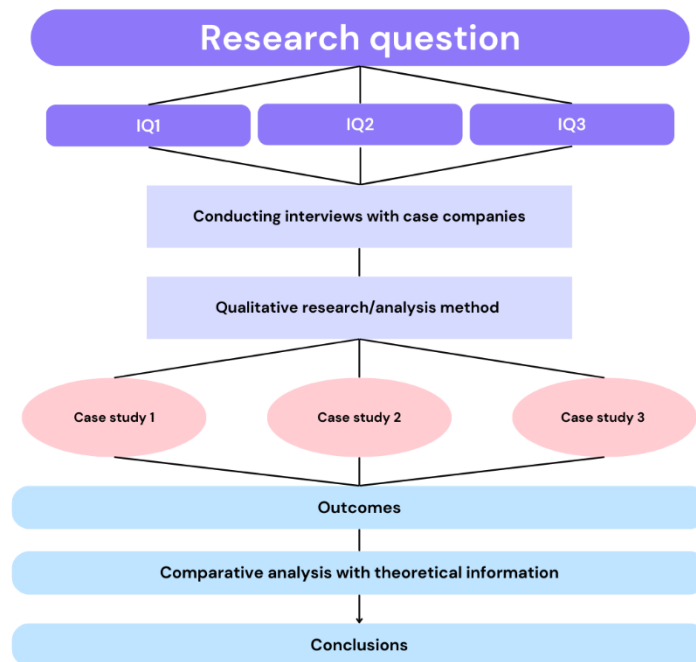 Research question
IQ1
IQ2
IQ3
Conducting interviews with case companies
Qualitative research/analysis method
Case study 1
Case study 2
Case study 3
Outcomes
Comparative analysis with theoretical information
Conclusions